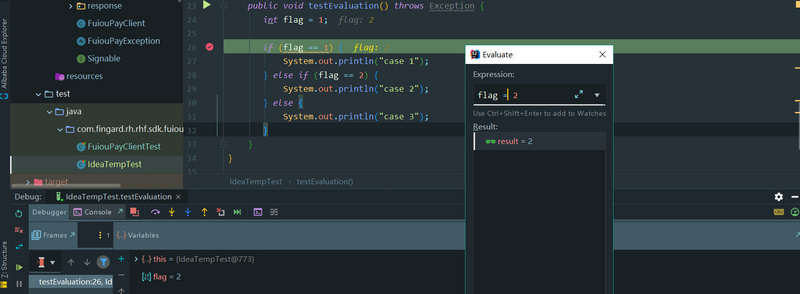 response
FuiouPayClient
FuiouPayException
Signable
resources
test
java
com.fingard.rh.rhf.sdk.fuiou
FuiouPayClientTest
IdeaTempTest
target
Alibaba Cloud Explorer
Z: Structure
23 public void testEvaluation() throws Exception {
24 int flag = 1; flag: 2
25
26 if (flag == 1) { flag: 2
27 System.out.println("case 1");
28 } else if (flag == 2) {
29 System.out.println("case 2");
30 } else {
31 System.out.println("case 3");
32 }
33 }
34 }
IdeaTempTest > testEvaluation()
Evaluate
Expression:
flag = 2
Use Ctrl+Shift+Enter to add to Watches
Result:
result = 2
Debug: IdeaTempTest.testEvaluation
Debugger Console
Frames 1 Variables
this = {IdeaTempTest@773}
flag = 2
testEvaluation:26, Id